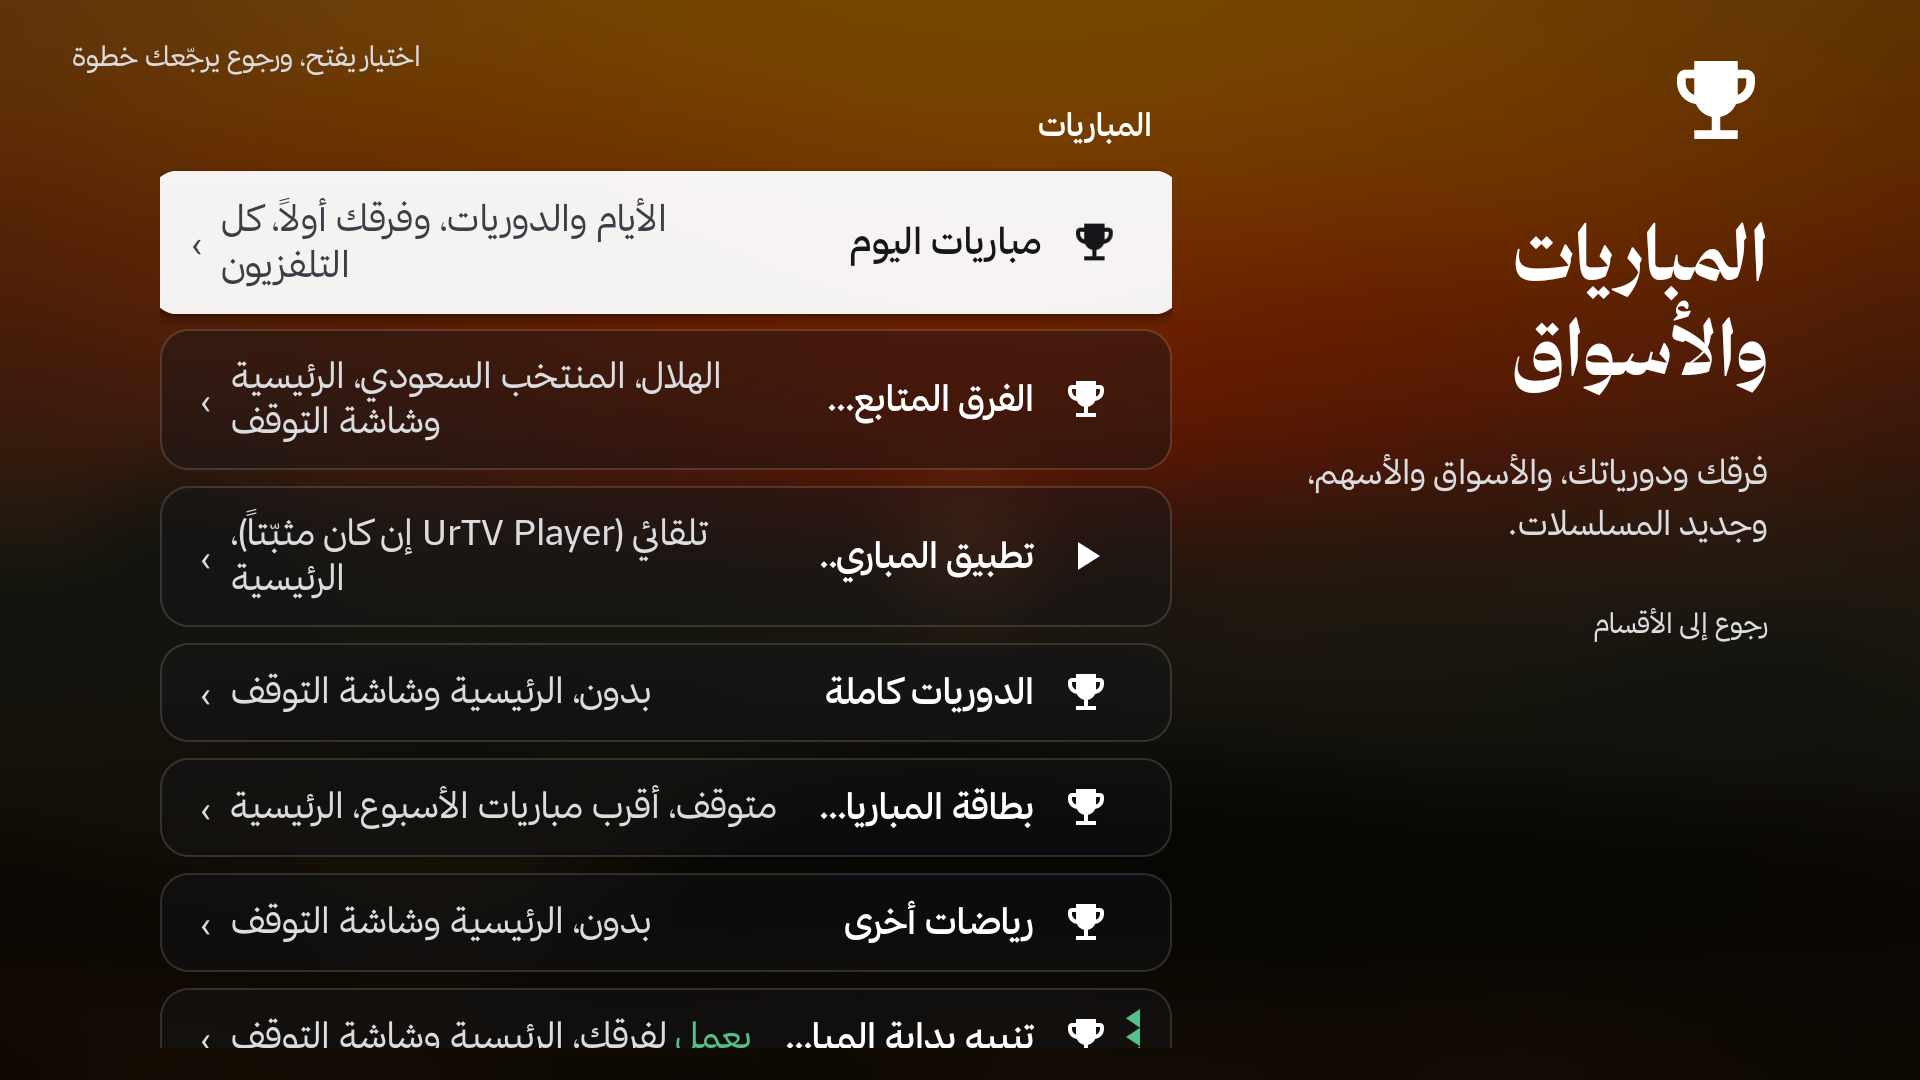 اختيار يفتح، ورجوع يرجّعك خطوة
المباريات
والأسواق
فرقك ودورياتك، والأسواق والأسهم،
وجديد المسلسلات.
رجوع إلى الأقسام
المباريات
مباريات اليوم
الأيام والدوريات، وفرقك أولاً، كل
التلفزيون
الفرق المتابع...
الهلال، المنتخب السعودي، الرئيسية
وشاشة التوقف
تطبيق المباري..
تلقائي (UrTV Player إن كان مثبّتاً)،
الرئيسية
الدوريات كاملة
بدون، الرئيسية وشاشة التوقف
بطاقة المباريا...
متوقف، أقرب مباريات الأسبوع، الرئيسية
رياضات أخرى
بدون، الرئيسية وشاشة التوقف
تنبيه بداية المبا...
يعمل لفرقك، الرئيسية وشاشة التوقف